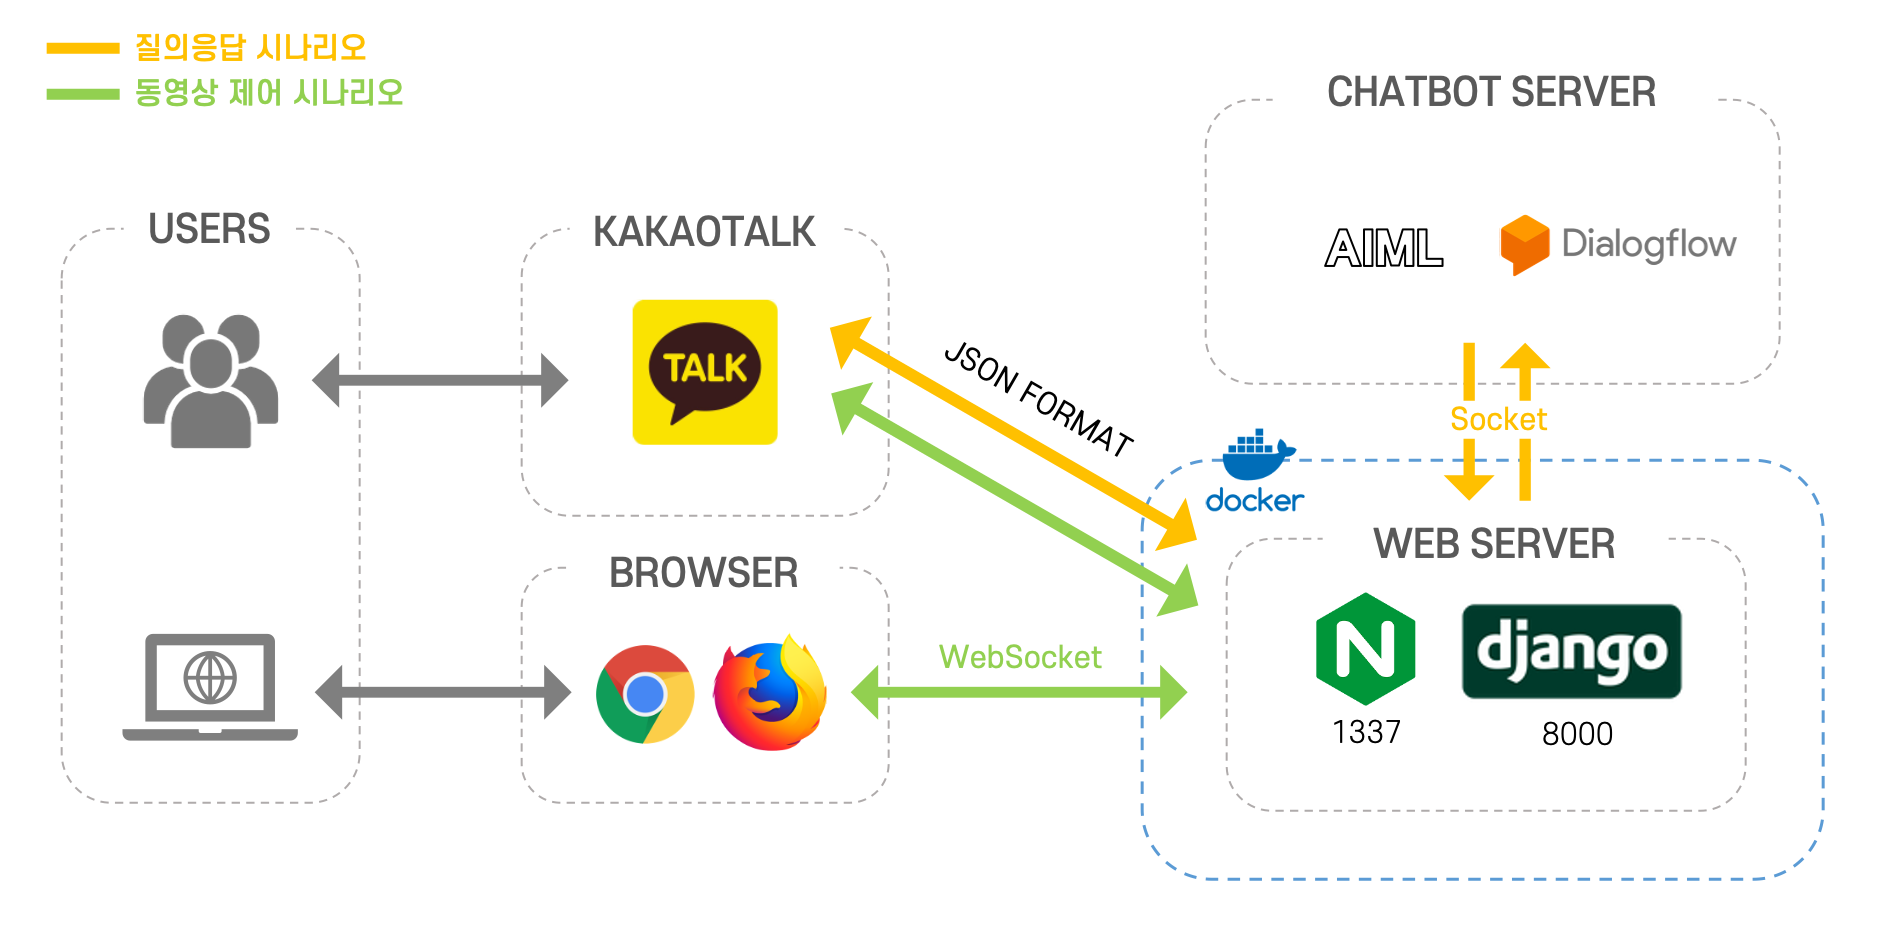 질의응답 시나리오
동영상 제어 시나리오
CHATBOT SERVER
AIML
Dialogflow
USERS
KAKAOTALK
TALK
JSON FORMAT
Socket
docker
WEB SERVER
BROWSER
WebSocket
N
django
1337
8000